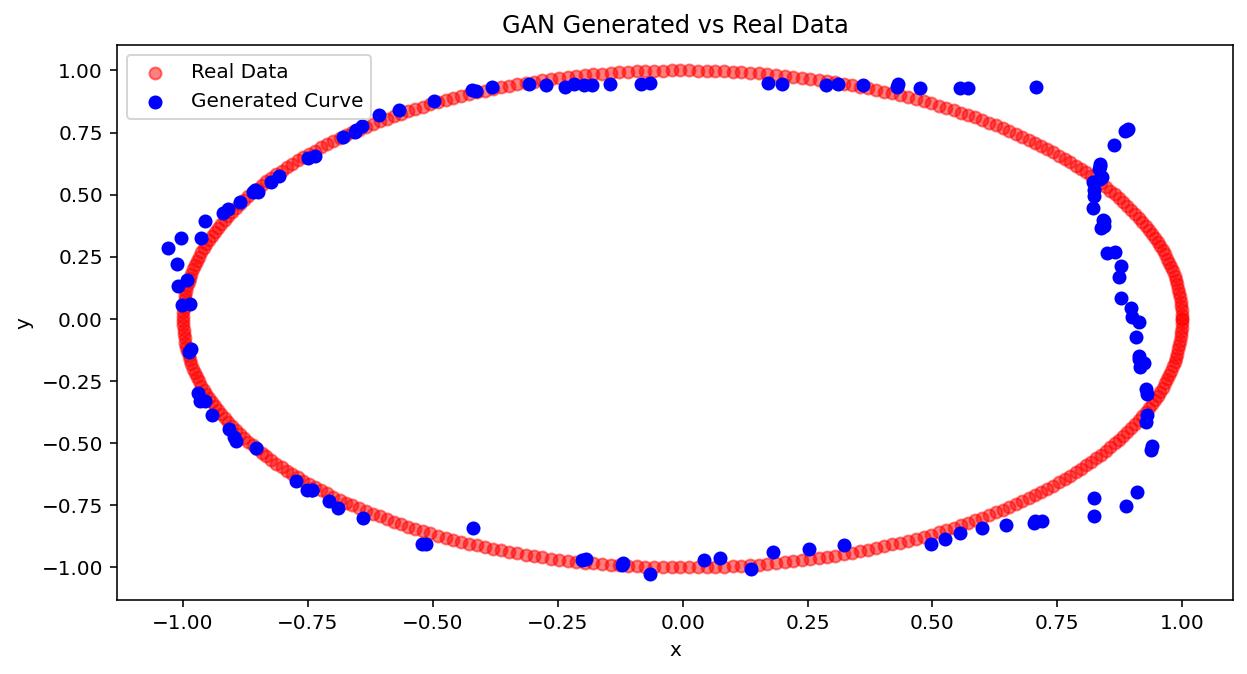 GAN Generated vs Real Data
Real Data
Generated Curve
1.00
0.75
0.50
0.25
0.00
−0.25
−0.50
−0.75
−1.00
y
−1.00 −0.75 −0.50 −0.25 0.00 0.25 0.50 0.75 1.00
x